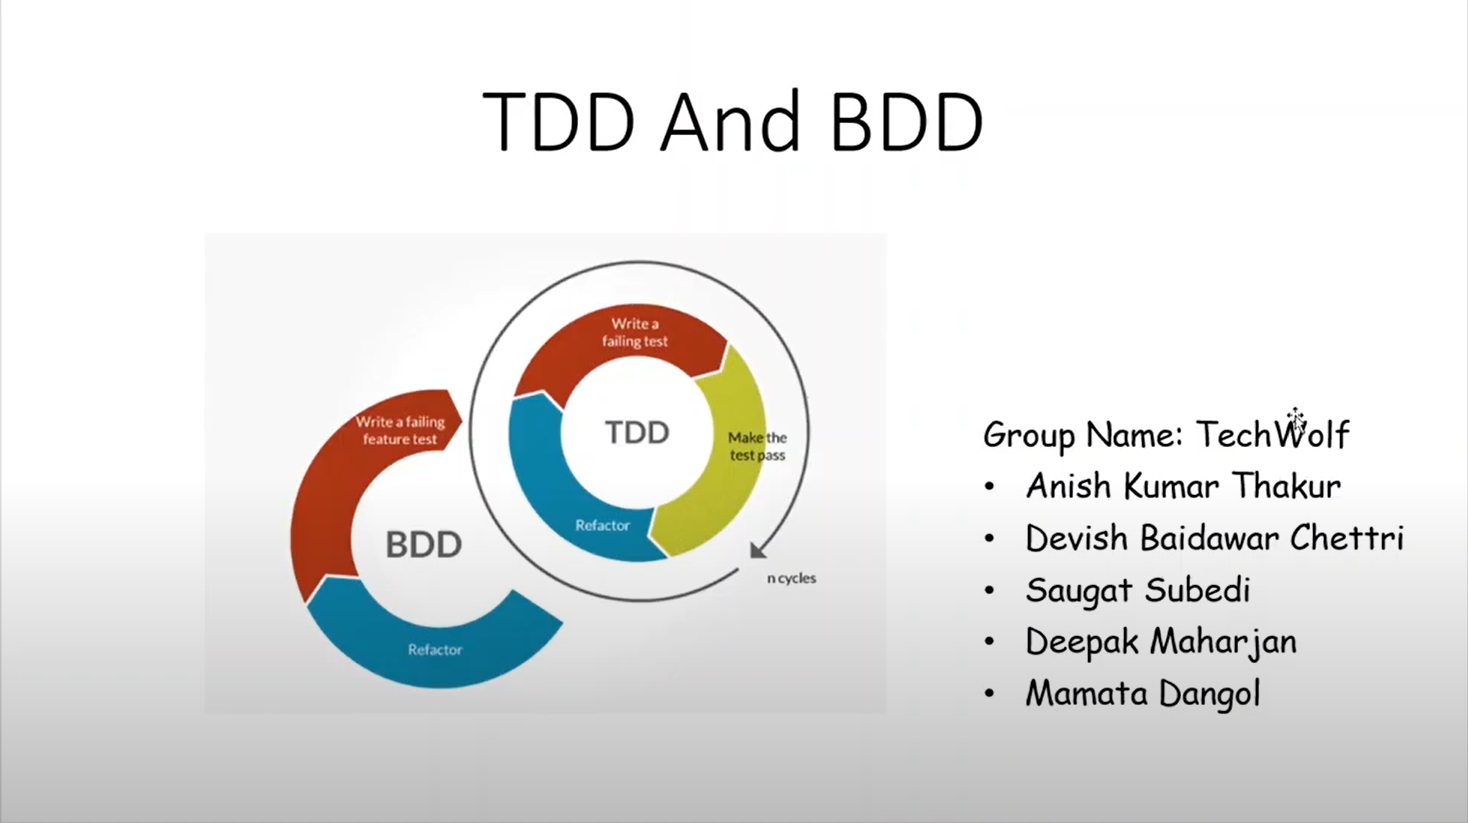 TDD And BDD
Write a
failing test
TDD
Make the
test pass
Refactor
n cycles
Write a failing
feature test
BDD
Refactor
Group Name: TechWolf
• Anish Kumar Thakur
• Devish Baidawar Chettri
• Saugat Subedi
• Deepak Maharjan
• Mamata Dangol